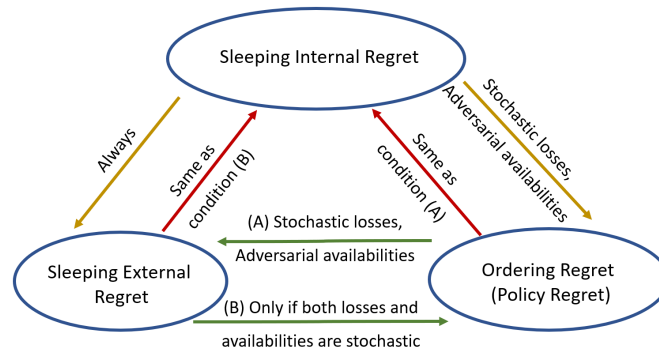 Sleeping Internal Regret
Always
Same as
condition (B)
Same as
condition (A)
Stochastic losses,
Adversarial availabilities
(A) Stochastic losses,
Adversarial availabilities
Sleeping External
Regret
Ordering Regret
(Policy Regret)
(B) Only if both losses and
availabilities are stochastic